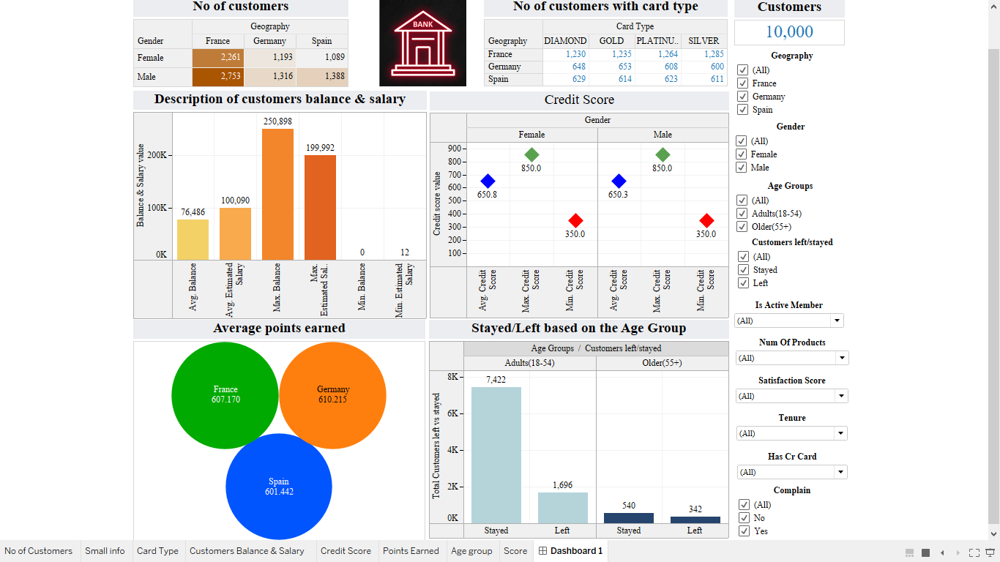 No of customers
Geography
Gender France Germany Spain
Female 2,261 1,193 1,089
Male 2,753 1,316 1,388
BANK
No of customers with card type
Card Type
Geography DIAMOND GOLD PLATINU.. SILVER
France 1,230 1,235 1,264 1,285
Germany 648 653 608 600
Spain 629 614 623 611
Customers
10,000
Geography
(All)
France
Germany
Spain
Gender
(All)
Female
Male
Age Groups
(All)
Adults(18-54)
Older(55+)
Customers left/stayed
(All)
Stayed
Left
Is Active Member
(All)
Num Of Products
(All)
Satisfaction Score
(All)
Tenure
(All)
Has Cr Card
(All)
Complain
(All)
No
Yes
Description of customers balance & salary
Balance & Salary value
200K
100K
0K
76,486
100,090
250,898
199,992
0
12
Avg. Balance
Avg. Estimated
Salary
Max. Balance
Max.
Estimated Sal..
Min. Balance
Min. Estimated
Salary
Credit Score
Gender
Female Male
Credit score value
900
800
700
600
500
400
300
200
100
650.8
850.0
350.0
650.3
850.0
350.0
Avg. Credit
Score
Max. Credit
Score
Min. Credit
Score
Avg. Credit
Score
Max. Credit
Score
Min. Credit
Score
Average points earned
France
607.170
Germany
610.215
Spain
601.442
Stayed/Left based on the Age Group
Age Groups / Customers left/stayed
Adults(18-54) Older(55+)
Total Customers left vs stayed
8K
6K
4K
2K
0K
7,422
1,696
540
342
Stayed Left Stayed Left
No of Customers Small info Card Type Customers Balance & Salary Credit Score Points Earned Age group Score Dashboard 1